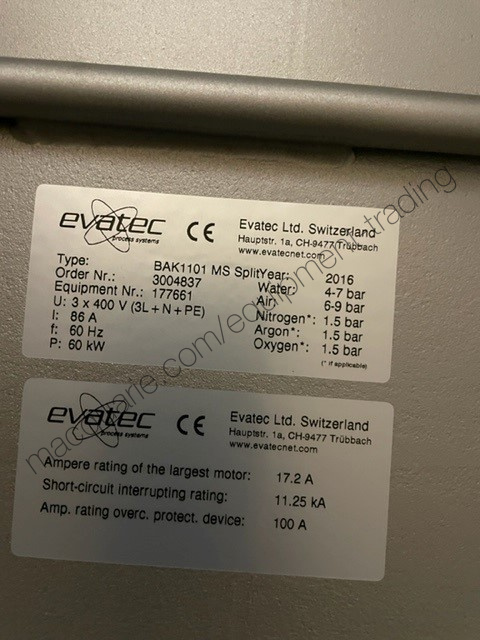 evatec
process systems
CE
Evatec Ltd. Switzerland
Hauptstr. 1a, CH-9477 Trübbach
www.evatecnet.com
Type: BAK1101 MS Split Year: 2016
Order Nr.: 3004837 Water: 4-7 bar
Equipment Nr.: 177661 Air: 6-9 bar
U: 3 x 400 V (3L+N+PE) Nitrogen*: 1.5 bar
I: 86 A Argon*: 1.5 bar
f: 60 Hz Oxygen*: 1.5 bar
P: 60 kW (* if applicable)
evatec
process systems
CE
Evatec Ltd. Switzerland
Hauptstr. 1a, CH-9477 Trübbach
www.evatecnet.com
Ampere rating of the largest motor: 17.2 A
Short-circuit interrupting rating: 11.25 kA
Amp. rating overc. protect. device: 100 A
.com/equipment-trading